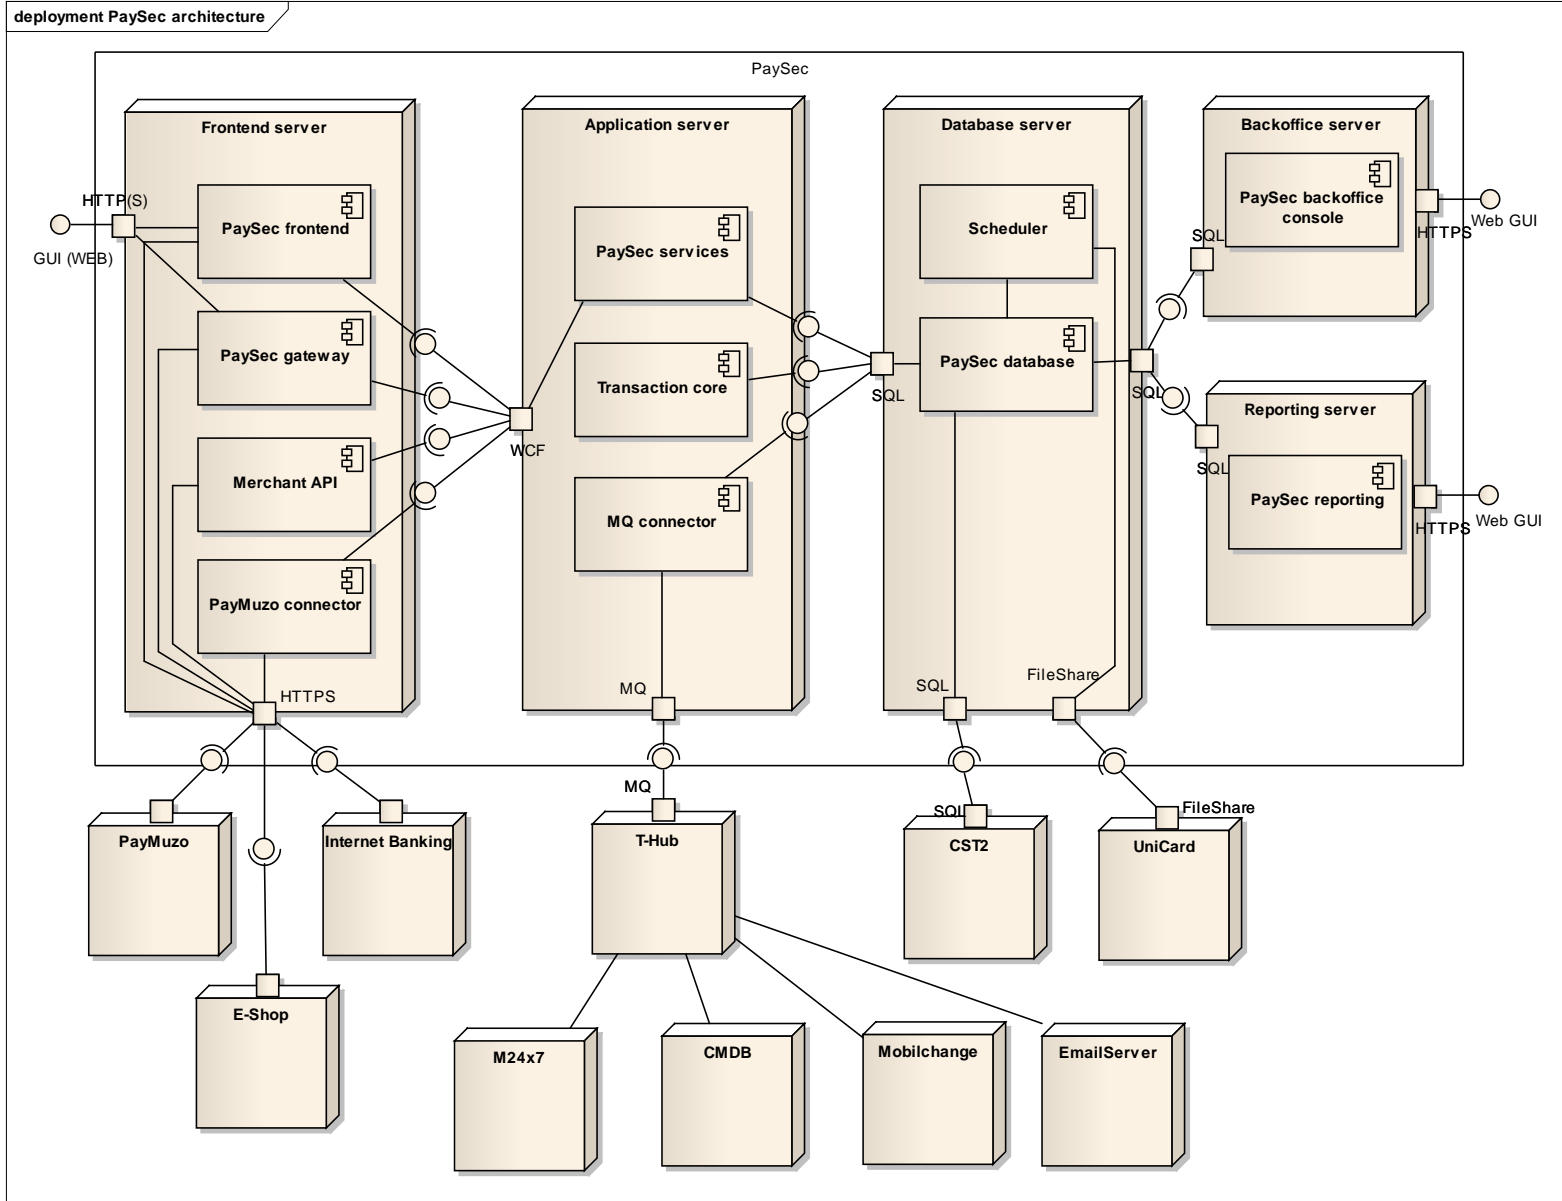 deployment PaySec architecture
PaySec
Frontend server
Application server
Database server
Backoffice server
HTTP(S)
GUI (WEB)
PaySec frontend
PaySec services
Scheduler
PaySec backoffice
console
SQL
HTTPS
Web GUI
PaySec gateway
Transaction core
PaySec database
SQL
SQL
Reporting server
WCF
SQL
Merchant API
MQ connector
PaySec reporting
HTTPS
Web GUI
PayMuzo connector
HTTPS
MQ
SQL
FileShare
MQ
SQL
FileShare
PayMuzo
Internet Banking
T-Hub
CST2
UniCard
E-Shop
M24x7
CMDB
Mobilchange
EmailServer